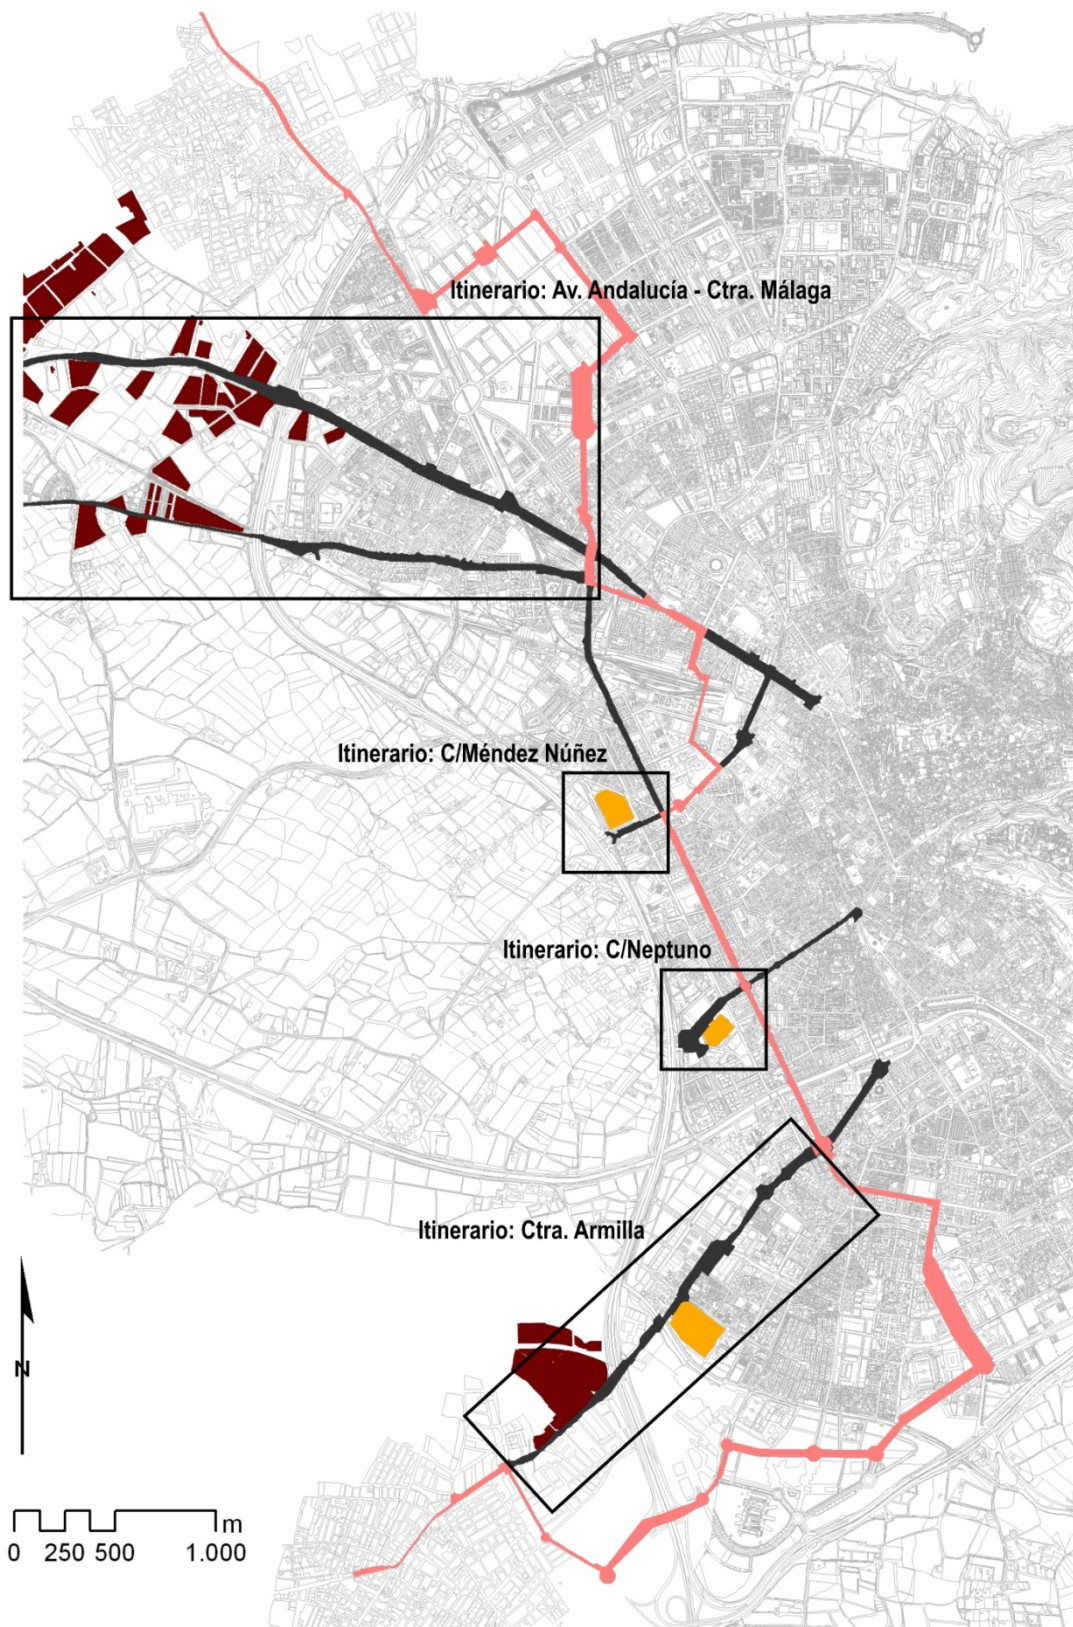 Itinerario: Av. Andalucía - Ctra. Málaga
Itinerario: C/Méndez Núñez
Itinerario: C/Neptuno
Itinerario: Ctra. Armilla
N
m
0 250 500 1.000